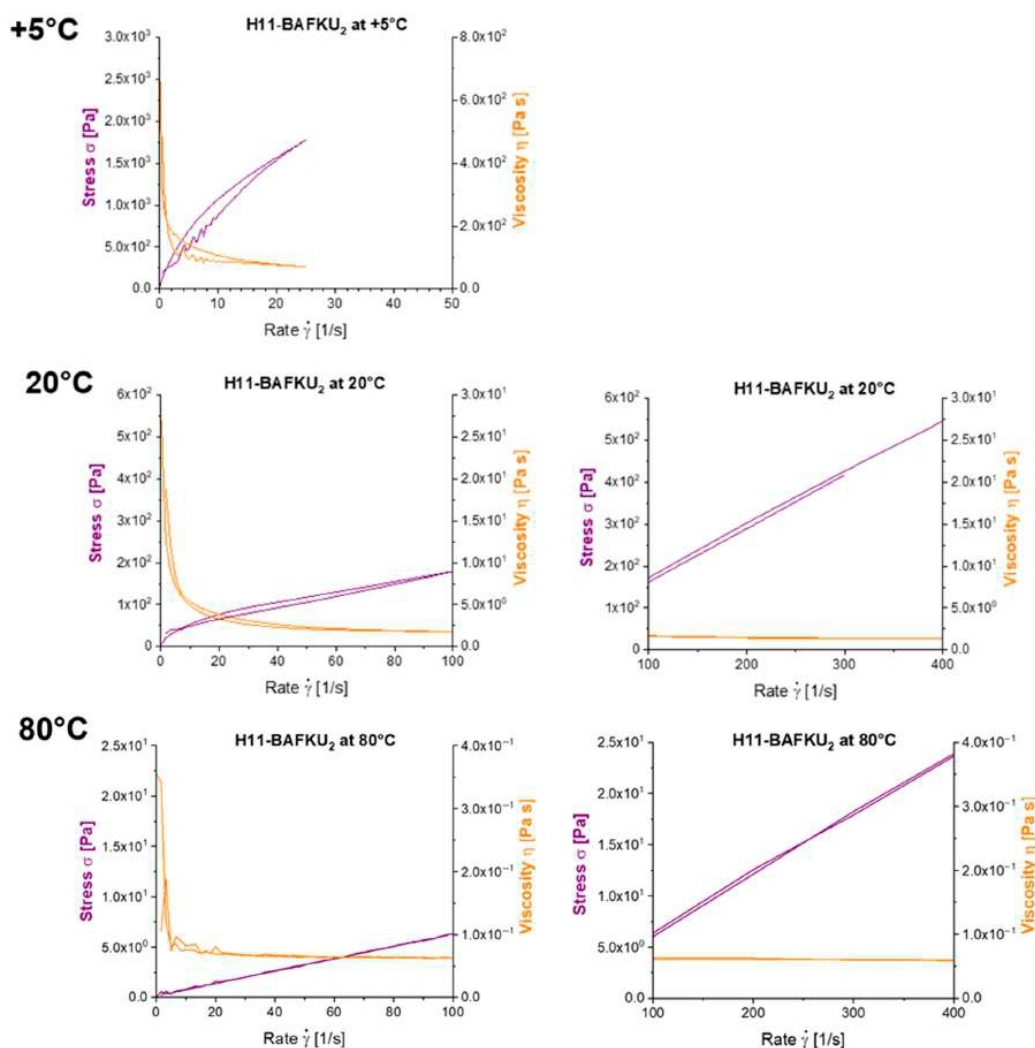 +5°C
H11-BAFKU₂ at +5°C
3.0x10³
2.5x10³
2.0x10³
1.5x10³
1.0x10³
5.0x10²
0.0
Stress σ [Pa]
8.0x10²
6.0x10²
4.0x10²
2.0x10²
0.0
Viscosity η [Pa s]
0 10 20 30 40 50
Rate γ̇ [1/s]
20°C
H11-BAFKU₂ at 20°C
6x10²
5x10²
4x10²
3x10²
2x10²
1x10²
0
Stress σ [Pa]
3.0x10¹
2.5x10¹
2.0x10¹
1.5x10¹
1.0x10¹
5.0x10⁰
0.0
Viscosity η [Pa s]
0 20 40 60 80 100
Rate γ̇ [1/s]
H11-BAFKU₂ at 20°C
6x10²
5x10²
4x10²
3x10²
2x10²
1x10²
0
Stress σ [Pa]
3.0x10¹
2.5x10¹
2.0x10¹
1.5x10¹
1.0x10¹
5.0x10⁰
0.0
Viscosity η [Pa s]
100 200 300 400
Rate γ̇ [1/s]
80°C
H11-BAFKU₂ at 80°C
2.5x10¹
2.0x10¹
1.5x10¹
1.0x10¹
5.0x10⁰
0.0
Stress σ [Pa]
4.0x10⁻¹
3.0x10⁻¹
2.0x10⁻¹
1.0x10⁻¹
0.0
Viscosity η [Pa s]
0 20 40 60 80 100
Rate γ̇ [1/s]
H11-BAFKU₂ at 80°C
2.5x10¹
2.0x10¹
1.5x10¹
1.0x10¹
5.0x10⁰
0.0
Stress σ [Pa]
4.0x10⁻¹
3.0x10⁻¹
2.0x10⁻¹
1.0x10⁻¹
0.0
Viscosity η [Pa s]
100 200 300 400
Rate γ̇ [1/s]